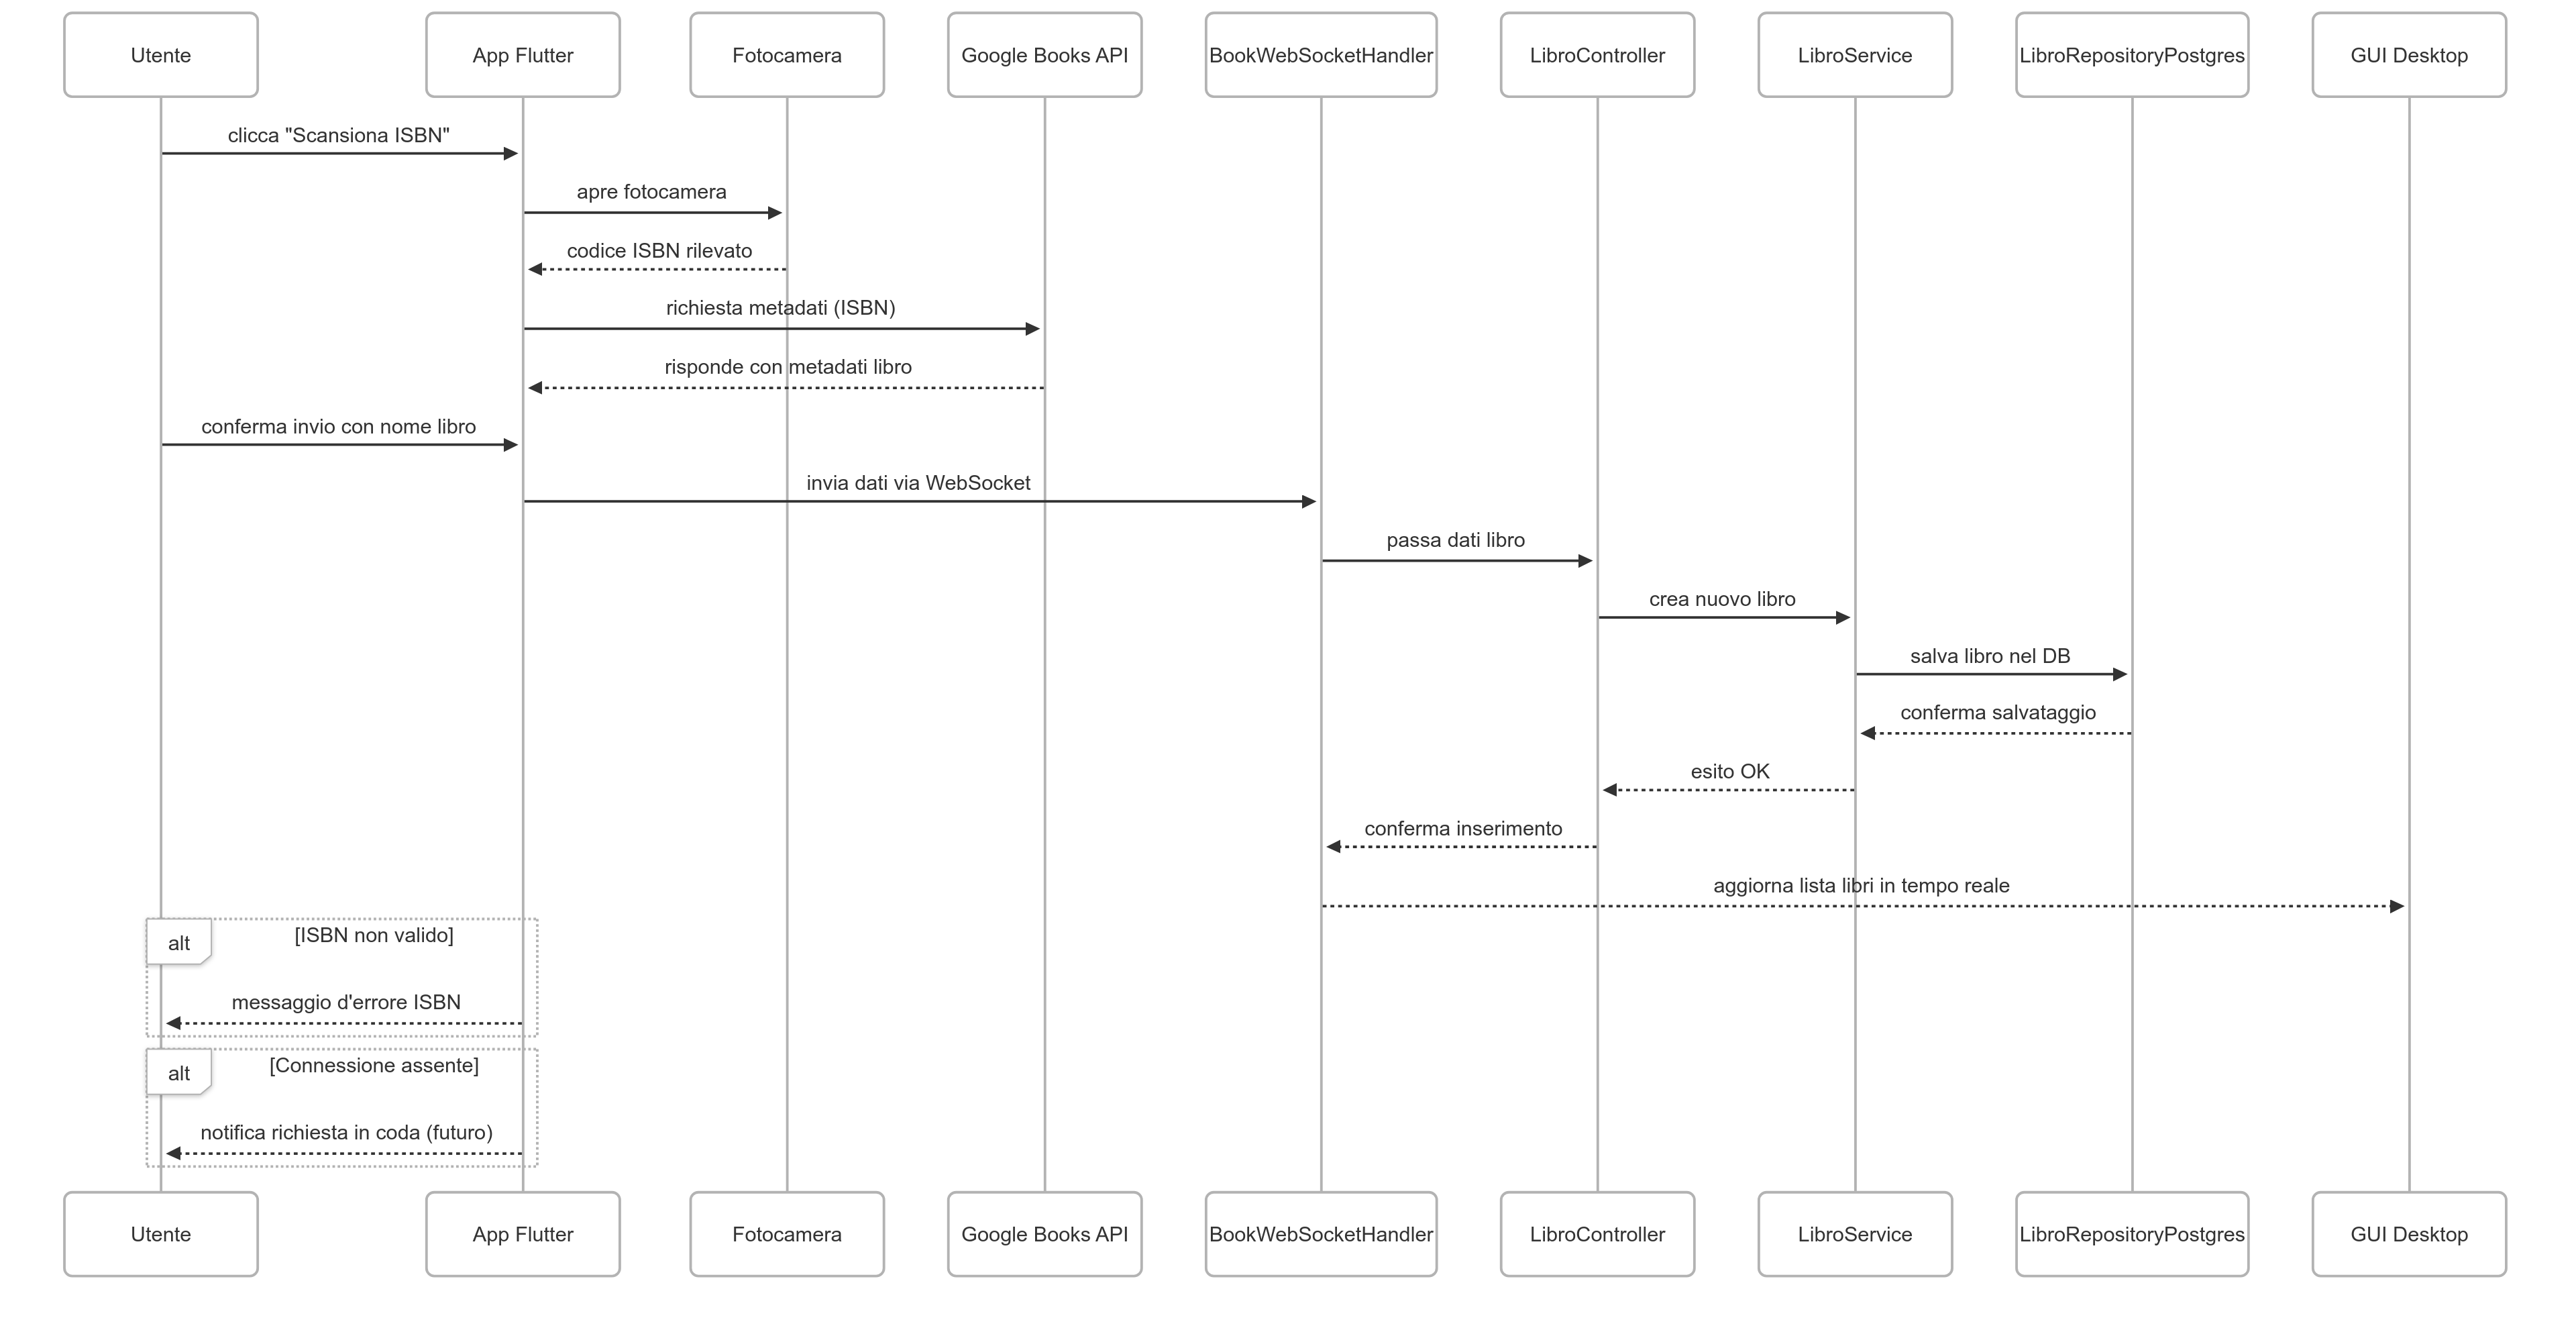 Utente
App Flutter
Fotocamera
Google Books API
BookWebSocketHandler
LibroController
LibroService
LibroRepositoryPostgres
GUI Desktop
clicca "Scansiona ISBN"
apre fotocamera
codice ISBN rilevato
richiesta metadati (ISBN)
risponde con metadati libro
conferma invio con nome libro
invia dati via WebSocket
passa dati libro
crea nuovo libro
salva libro nel DB
conferma salvataggio
esito OK
conferma inserimento
aggiorna lista libri in tempo reale
alt
[ISBN non valido]
messaggio d'errore ISBN
alt
[Connessione assente]
notifica richiesta in coda (futuro)
Utente
App Flutter
Fotocamera
Google Books API
BookWebSocketHandler
LibroController
LibroService
LibroRepositoryPostgres
GUI Desktop